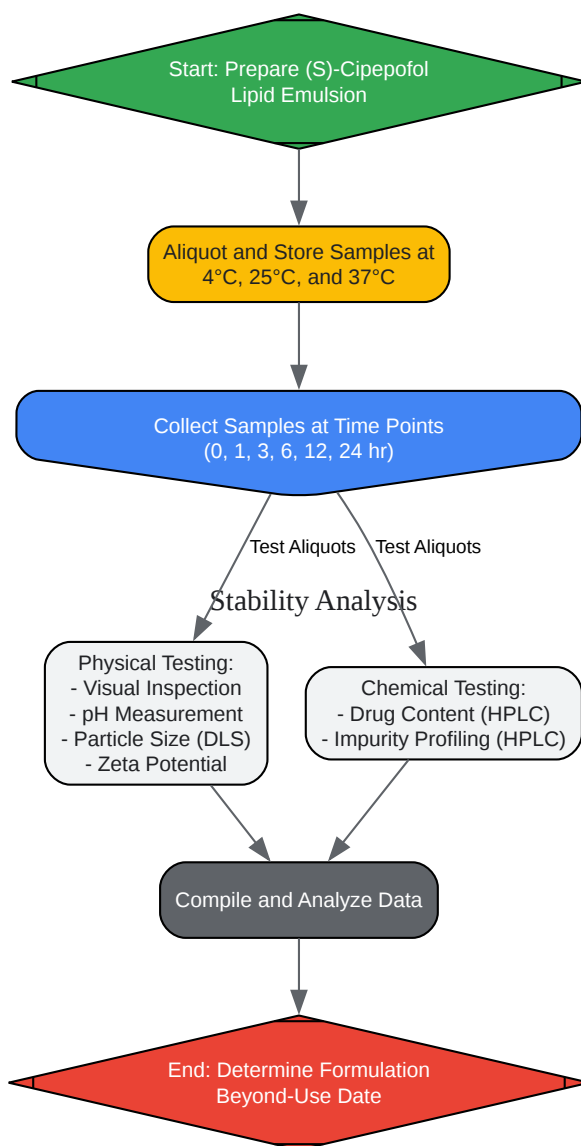 Start: Prepare (S)-Cipepofol
Lipid Emulsion
Aliquot and Store Samples at
4°C, 25°C, and 37°C
Collect Samples at Time Points
(0, 1, 3, 6, 12, 24 hr)
Test Aliquots
Test Aliquots
Stability Analysis
Physical Testing:
- Visual Inspection
- pH Measurement
- Particle Size (DLS)
- Zeta Potential
Chemical Testing:
- Drug Content (HPLC)
- Impurity Profiling (HPLC)
Compile and Analyze Data
End: Determine Formulation
Beyond-Use Date